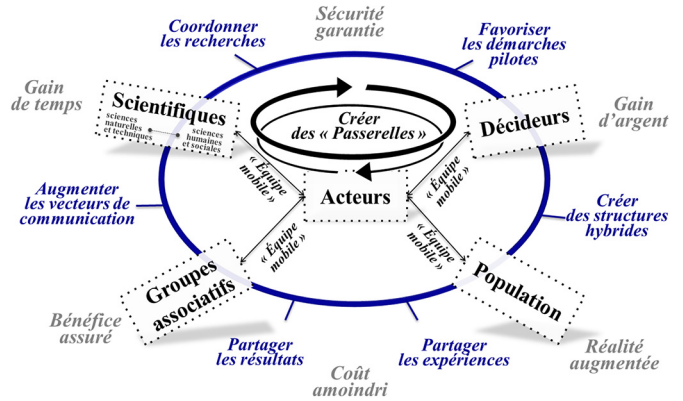 Sécurité
garantie
Coordonner
les recherches
Favoriser
les démarches
pilotes
Gain
de temps
Scientifiques
sciences
naturelles
et techniques
sciences
humaines
et sociales
Créer
des « Passerelles »
Décideurs
Gain
d'argent
« Équipe
mobile »
« Équipe
mobile »
Acteurs
Augmenter
les vecteurs de
communication
Créer
des structures
hybrides
« Équipe
mobile »
« Équipe
mobile »
Groupes
associatifs
Population
Bénéfice
assuré
Partager
les résultats
Partager
les expériences
Réalité
augmentée
Coût
amoindri